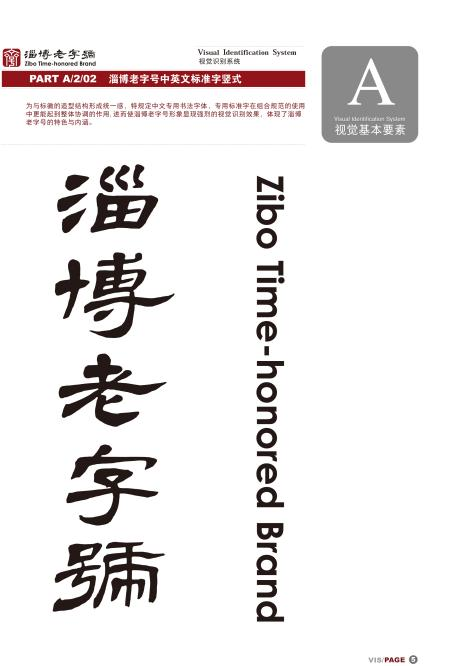 淄博老字號
Zibo Time-honored Brand
Visual Identification System
视觉识别系统
PART A/2/02 淄博老字号中英文标准字竖式
为与标徽的造型结构形成统一感，特规定中文专用书法字体，专用标准字在组合规范的使用
中更能起到整体协调的作用，进而使淄博老字号形象显现强烈的视觉识别效果，体现了淄博
老字号的特色与内涵。
A
Visual Identification System
视觉基本要素
淄博老字號
Zibo Time-honored Brand
VIS/PAGE 5